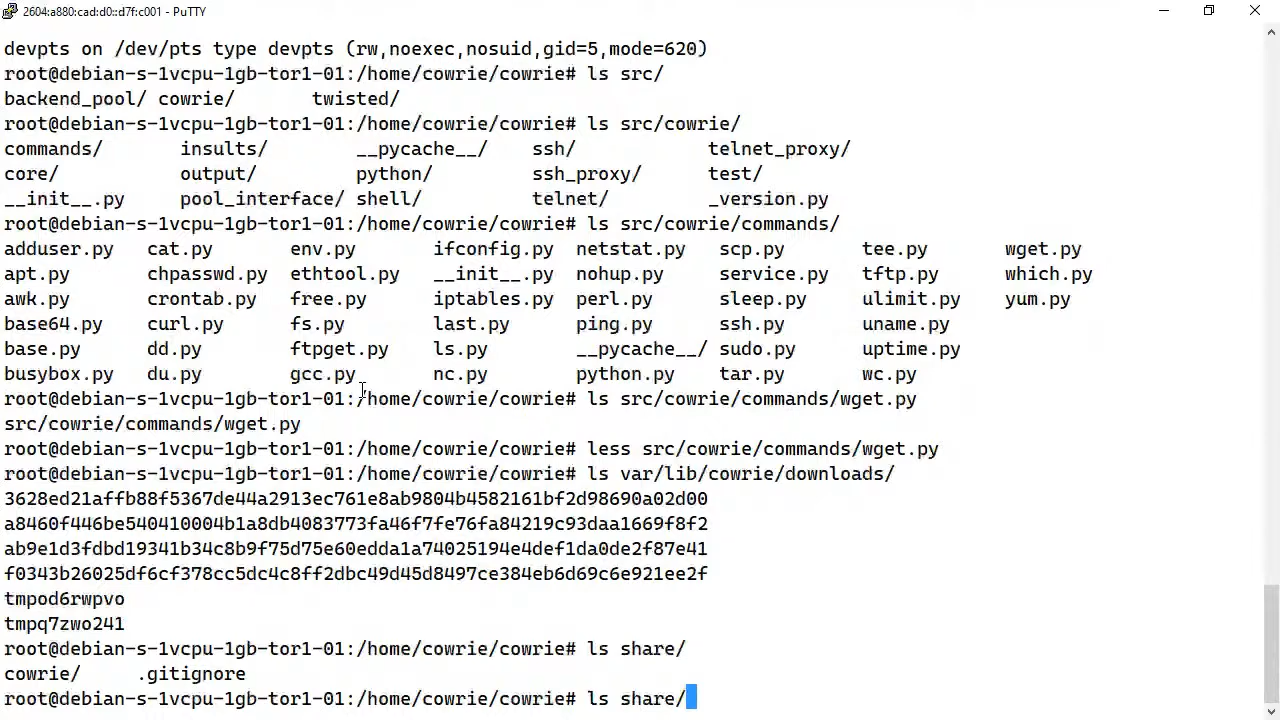 2604:a880:cad:d0::d7f:c001 - PuTTY
devpts on /dev/pts type devpts (rw,noexec,nosuid,gid=5,mode=620)
root@debian-s-1vcpu-1gb-tor1-01:/home/cowrie/cowrie# ls src/
backend_pool/ cowrie/ twisted/
root@debian-s-1vcpu-1gb-tor1-01:/home/cowrie/cowrie# ls src/cowrie/
commands/ insults/ __pycache__/ ssh/ telnet_proxy/
core/ output/ python/ ssh_proxy/ test/
__init__.py pool_interface/ shell/ telnet/ _version.py
root@debian-s-1vcpu-1gb-tor1-01:/home/cowrie/cowrie# ls src/cowrie/commands/
adduser.py cat.py env.py ifconfig.py netstat.py scp.py tee.py wget.py
apt.py chpasswd.py ethtool.py __init__.py nohup.py service.py tftp.py which.py
awk.py crontab.py free.py iptables.py perl.py sleep.py ulimit.py yum.py
base64.py curl.py fs.py last.py ping.py ssh.py uname.py
base.py dd.py ftpget.py ls.py __pycache__/ sudo.py uptime.py
busybox.py du.py gcc.py nc.py python.py tar.py wc.py
root@debian-s-1vcpu-1gb-tor1-01:/home/cowrie/cowrie# ls src/cowrie/commands/wget.py
src/cowrie/commands/wget.py
root@debian-s-1vcpu-1gb-tor1-01:/home/cowrie/cowrie# less src/cowrie/commands/wget.py
root@debian-s-1vcpu-1gb-tor1-01:/home/cowrie/cowrie# ls var/lib/cowrie/downloads/
3628ed21affb88f5367de44a2913ec761e8ab9804b4582161bf2d98690a02d00
a8460f446be540410004b1a8db4083773fa46f7fe76fa84219c93daa1669f8f2
ab9e1d3fdbd19341b34c8b9f75d75e60edda1a74025194e4def1da0de2f87e41
f0343b26025df6cf378cc5dc4c8ff2dbc49d45d8497ce384eb6d69c6e921ee2f
tmpod6rwpvo
tmpq7zwo241
root@debian-s-1vcpu-1gb-tor1-01:/home/cowrie/cowrie# ls share/
cowrie/ .gitignore
root@debian-s-1vcpu-1gb-tor1-01:/home/cowrie/cowrie# ls share/